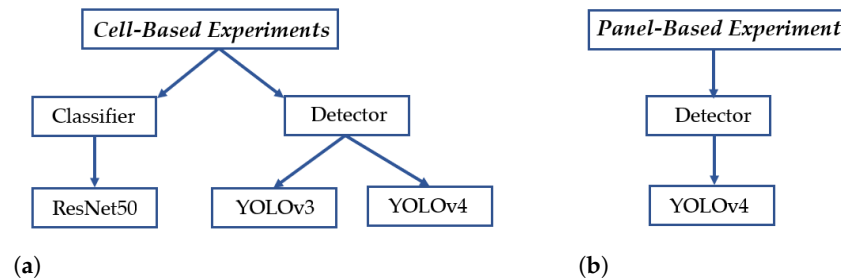 Cell-Based Experiments
Panel-Based Experiment
Classifier
Detector
Detector
ResNet50
YOLOv3
YOLOv4
YOLOv4
(a)
(b)